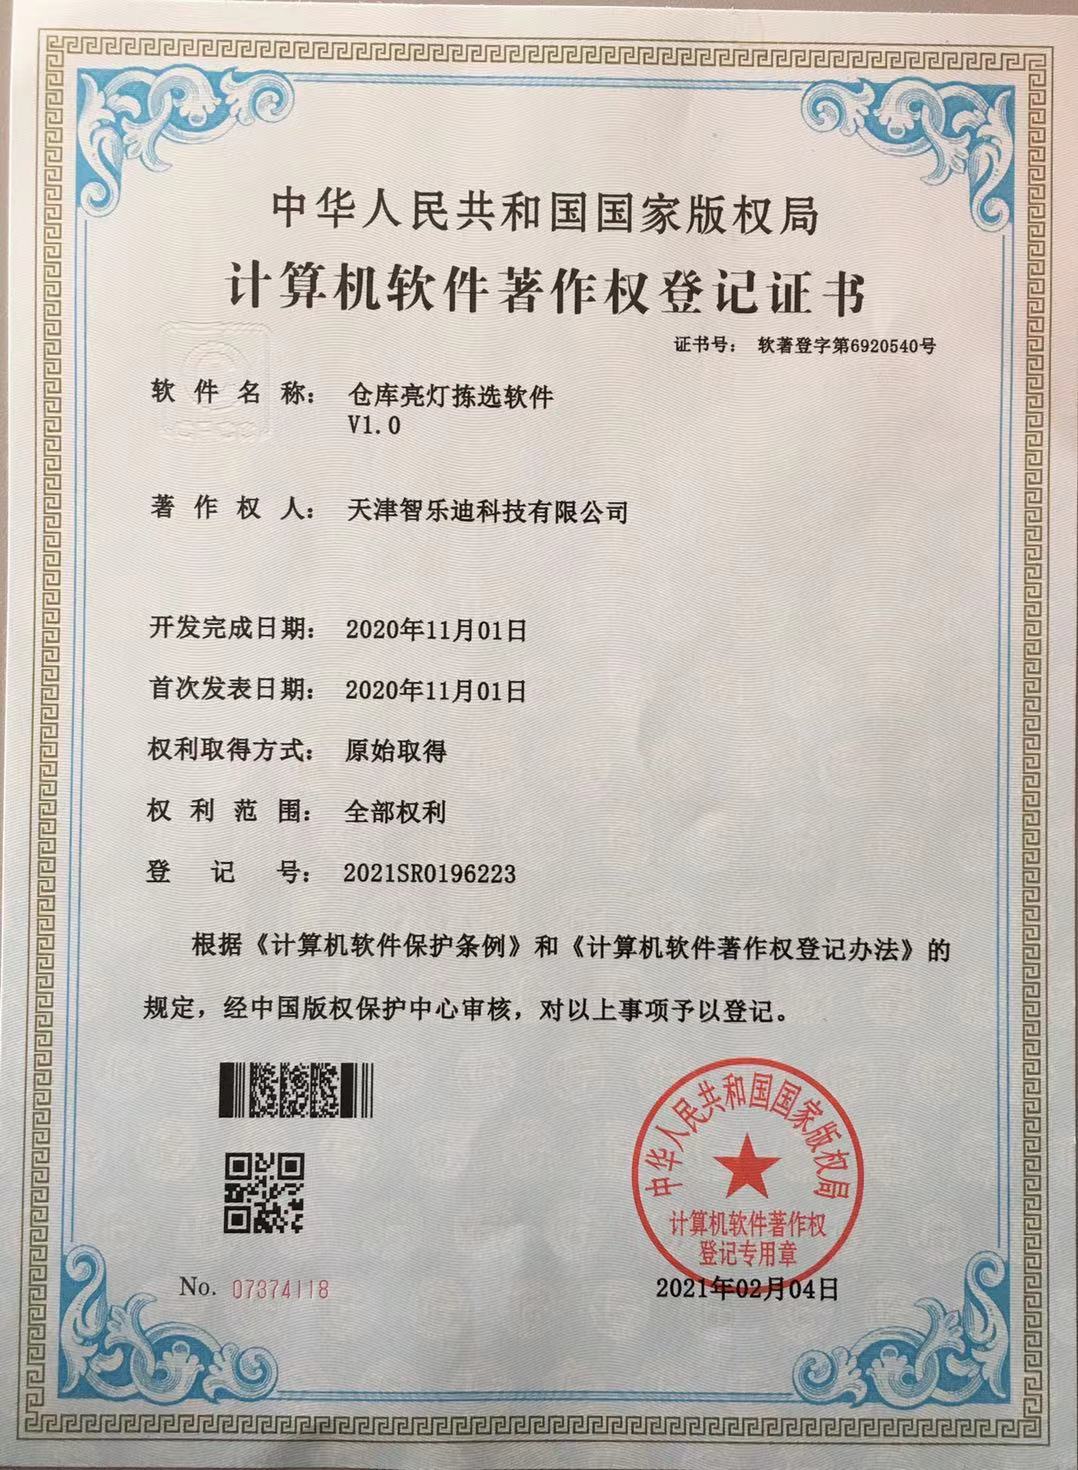 中华人民共和国国家版权局
计算机软件著作权登记证书
证书号： 软著登字第6920540号
软件名称： 仓库亮灯拣选软件
V1.0
著作权人： 天津智乐迪科技有限公司
开发完成日期： 2020年11月01日
首次发表日期： 2020年11月01日
权利取得方式： 原始取得
权利范围： 全部权利
登记号： 2021SR0196223
根据《计算机软件保护条例》和《计算机软件著作权登记办法》的
规定，经中国版权保护中心审核，对以上事项予以登记。
中华人民共和国国家版权局
计算机软件著作权
登记专用章
No. 07374118
2021年02月04日